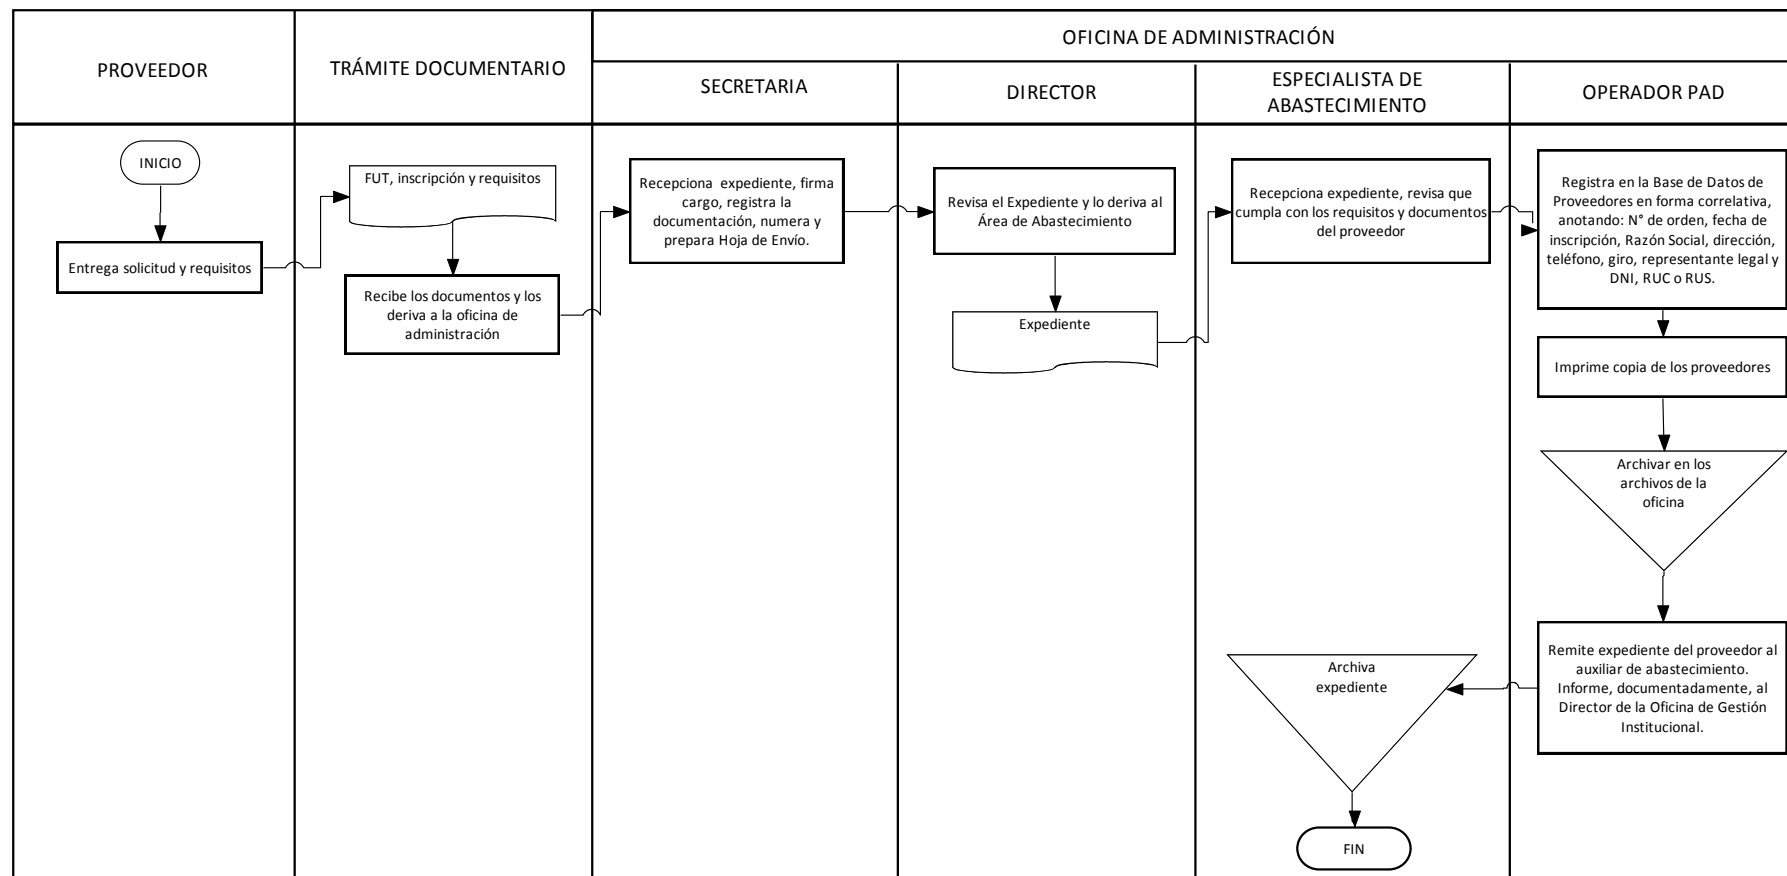 OFICINA DE ADMINISTRACIÓN
PROVEEDOR
TRÁMITE DOCUMENTARIO
SECRETARIA
DIRECTOR
ESPECIALISTA DE
ABASTECIMIENTO
OPERADOR PAD
INICIO
Entrega solicitud y requisitos
FUT, inscripción y requisitos
Recibe los documentos y los
deriva a la oficina de
administración
Recepciona expediente, firma
cargo, registra la
documentación, numera y
prepara Hoja de Envío.
Revisa el Expediente y lo deriva al
Área de Abastecimiento
Expediente
Recepciona expediente, revisa que
cumpla con los requisitos y documentos
del proveedor
Registra en la Base de Datos de
Proveedores en forma correlativa,
anotando: N° de orden, fecha de
inscripción, Razón Social, dirección,
teléfono, giro, representante legal y
DNI, RUC o RUS.
Imprime copia de los proveedores
Archivar en los
archivos de la
oficina
Remite expediente del proveedor al
auxiliar de abastecimiento.
Informe, documentadamente, al
Director de la Oficina de Gestión
Institucional.
Archiva
expediente
FIN